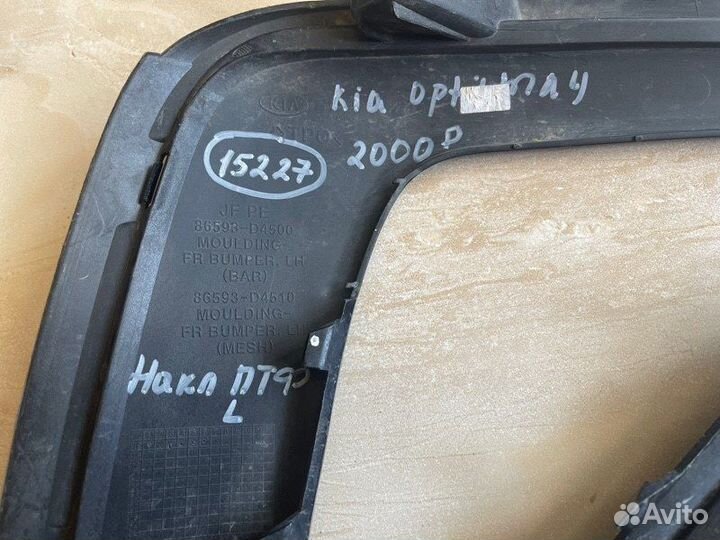 KIA
Kia Optima 4
15227
2000₽
JF PE
86593-D4500
MOULDING-
FR BUMPER, LH
(BAR)
86593-D4510
MOULDING-
FR BUMPER, LH
(MESH)
Накл ПТФ
L
Avito